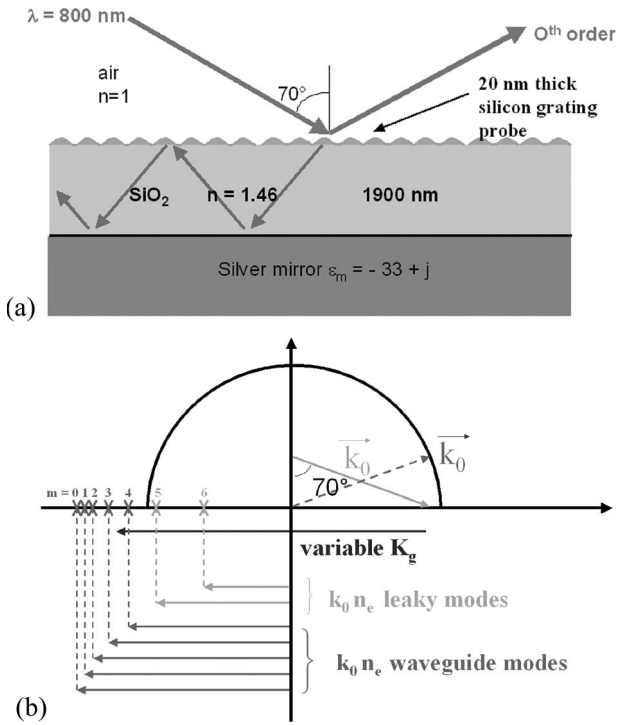 λ = 800 nm
Oth order
air
n=1
70°
20 nm thick
silicon grating
probe
SiO2 n = 1.46 1900 nm
Silver mirror εm = - 33 + j
(a)
k0
k0
70°
m = 0 1 2 3 4 5 6
variable Kg
k0 ne leaky modes
k0 ne waveguide modes
(b)